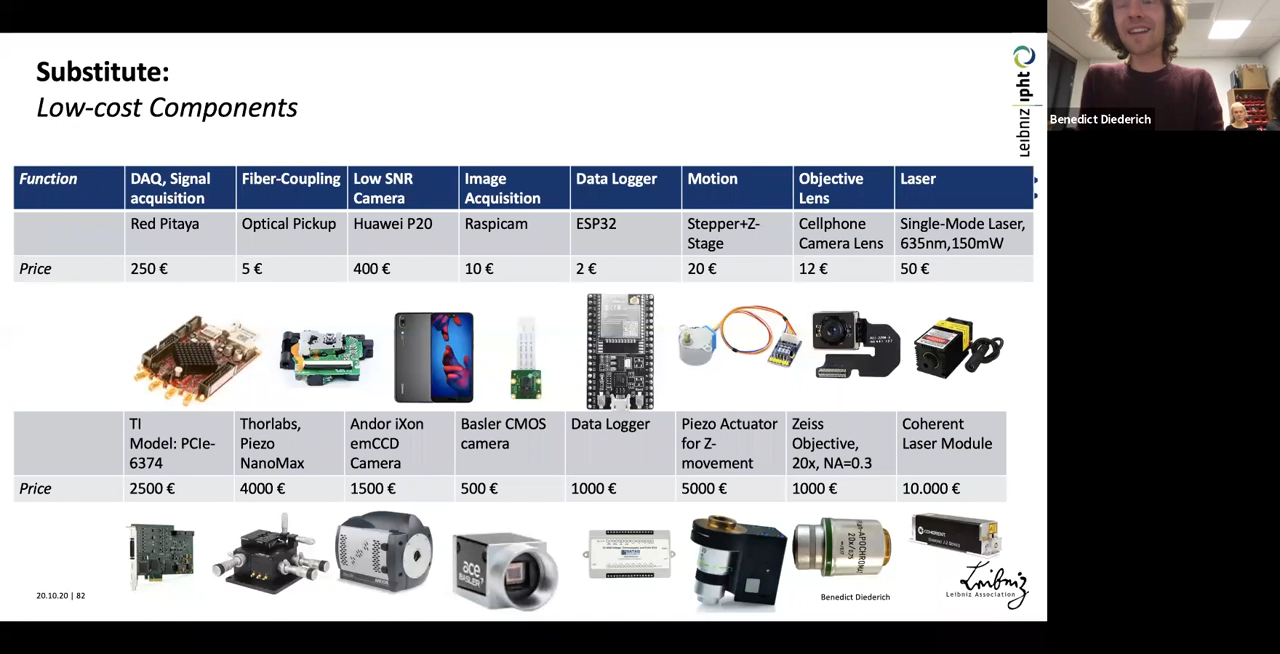 Substitute:
Low-cost Components
Leibniz ipht
Benedict Diederich
Function
DAQ, Signal acquisition
Fiber-Coupling
Low SNR Camera
Image Acquisition
Data Logger
Motion
Objective Lens
Laser
Red Pitaya
Optical Pickup
Huawei P20
Raspicam
ESP32
Stepper+Z-Stage
Cellphone Camera Lens
Single-Mode Laser, 635nm,150mW
Price
250 €
5 €
400 €
10 €
2 €
20 €
12 €
50 €
TI Model: PCIe-6374
Thorlabs, Piezo NanoMax
Andor iXon emCCD Camera
Basler CMOS camera
Data Logger
Piezo Actuator for Z-movement
Zeiss Objective, 20x, NA=0.3
Coherent Laser Module
Price
2500 €
4000 €
1500 €
500 €
1000 €
5000 €
1000 €
10.000 €
ace
BASLER
COHERENT
20.10.20 | 82
Benedict Diederich
Leibniz
Leibniz Association